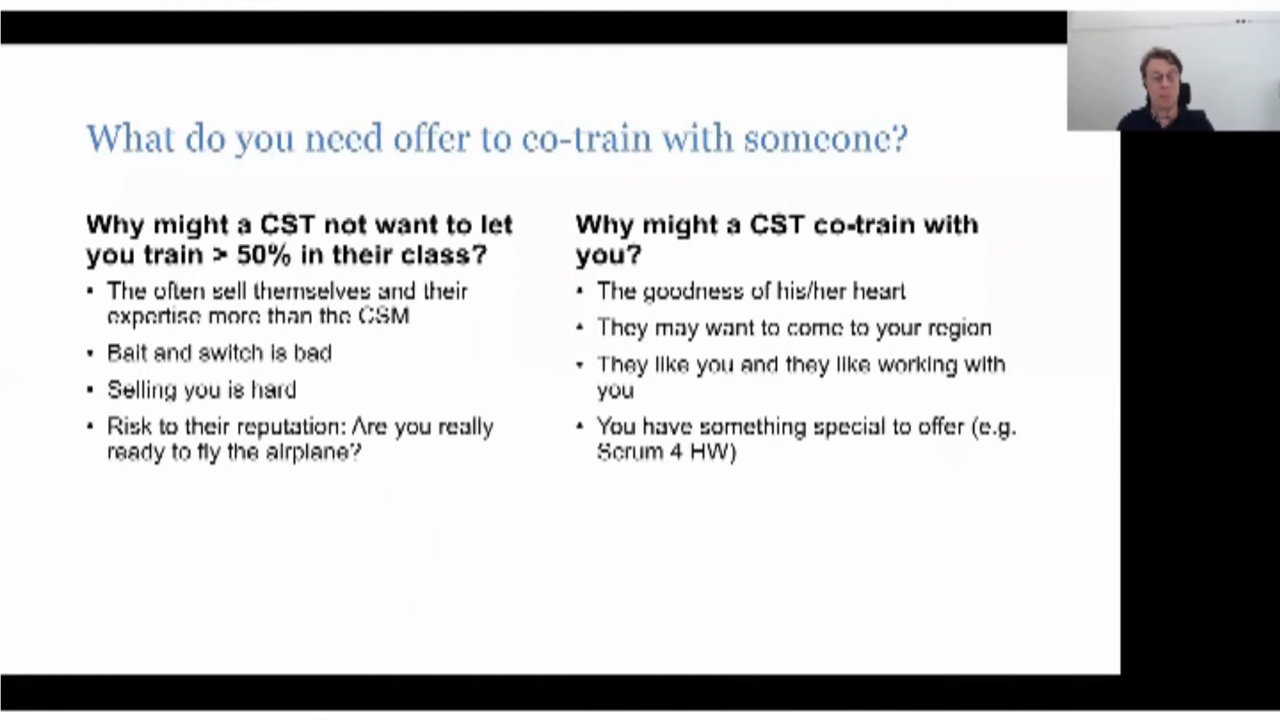 What do you need offer to co-train with someone?
Why might a CST not want to let
you train > 50% in their class?
• The often sell themselves and their
expertise more than the CSM
• Bait and switch is bad
• Selling you is hard
• Risk to their reputation: Are you really
ready to fly the airplane?
Why might a CST co-train with
you?
• The goodness of his/her heart
• They may want to come to your region
• They like you and they like working with
you
• You have something special to offer (e.g.
Scrum 4 HW)